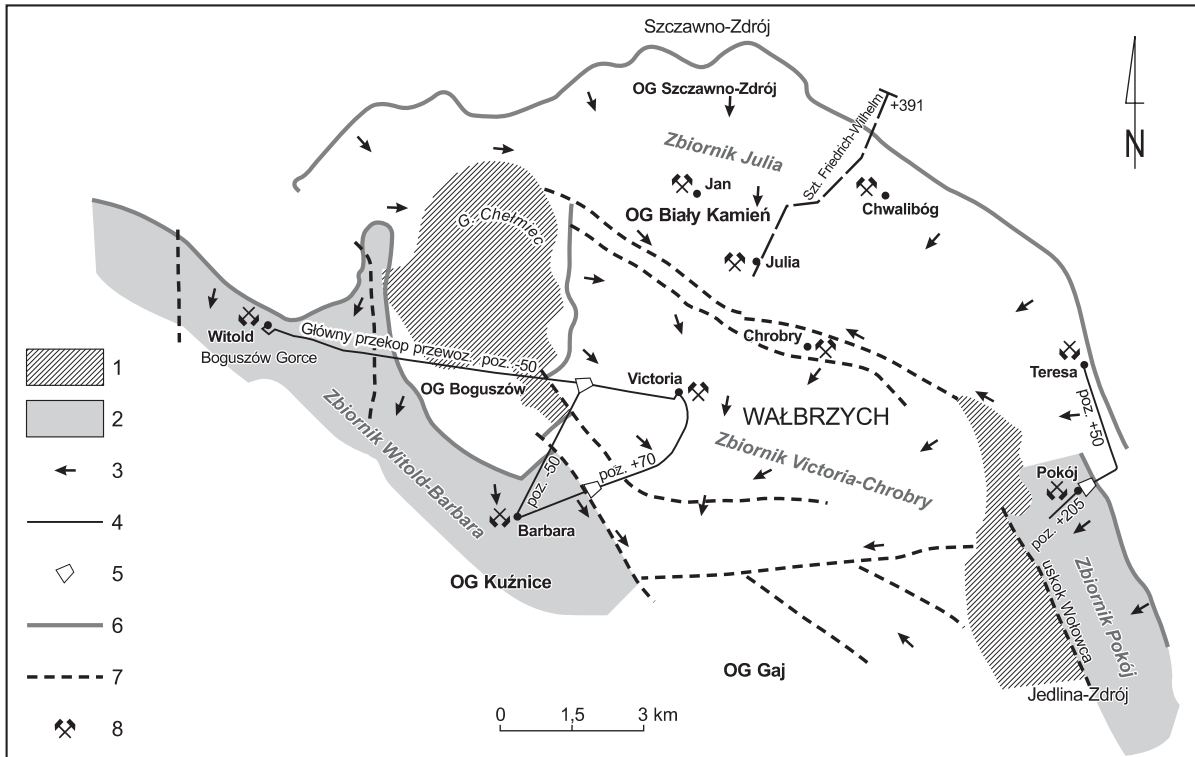 Szczawno-Zdrój
OG Szczawno-Zdrój
+391
Szt. Friedrich-Wilhelm
N
Zbiornik Julia
Jan
Chwalibóg
G. Chełmiec
OG Biały Kamień
Julia
Witold
Boguszów Gorce
Główny przekop przewoz. poz. -50
Chrobry
Teresa
OG Boguszów
Victoria
poz. +50
WAŁBRZYCH
Zbiornik Witold-Barbara
Zbiornik Victoria-Chrobry
poz. -50
poz. +70
Pokój
poz. +205
Barbara
OG Kuźnice
uskok Wołowca
Zbiornik Pokój
OG Gaj
Jedlina-Zdrój
1
2
3
4
5
6
7
8
0 1,5 3 km